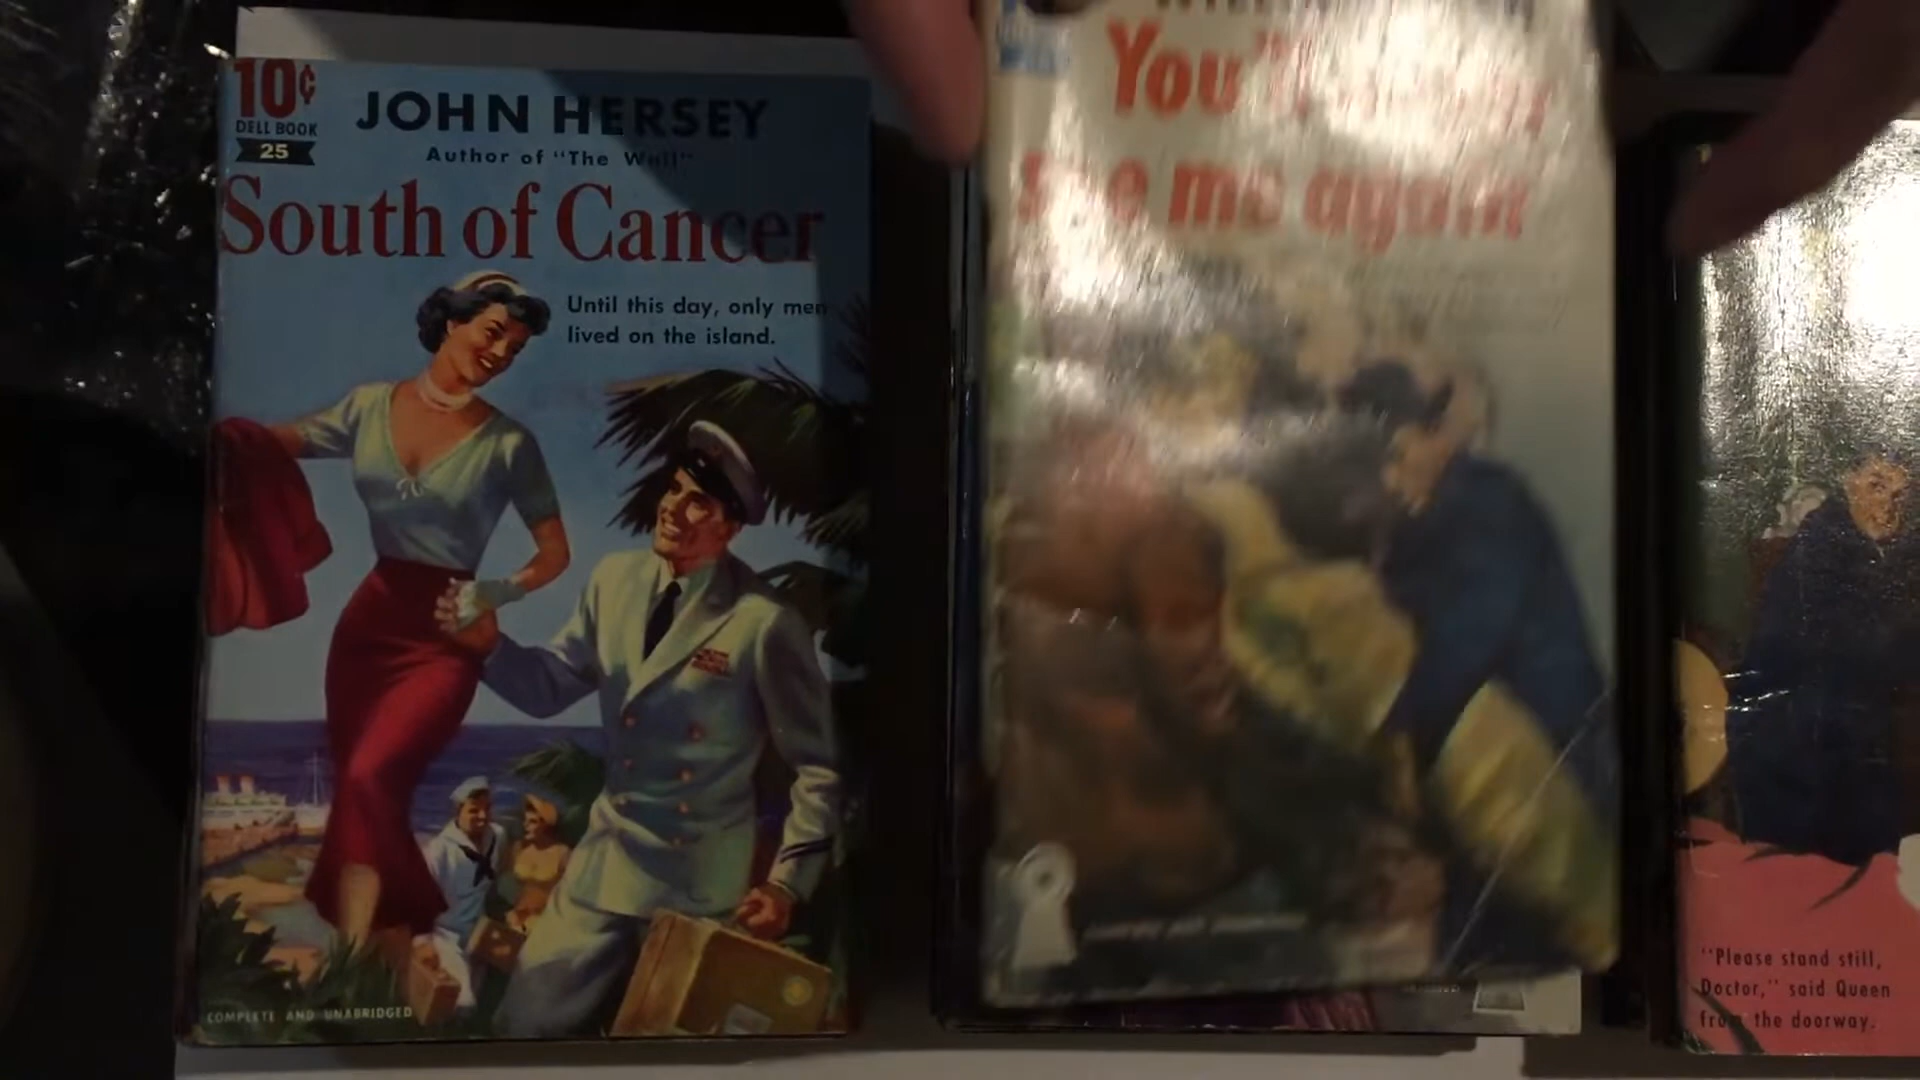 10¢
DELL BOOK
25
JOHN HERSEY
Author of "The Wall"
South of Cancer
Until this day, only men
lived on the island.
COMPLETE AND UNABRIDGED
You'll
see me again
"Please stand still,
Doctor," said Queen
from the doorway.